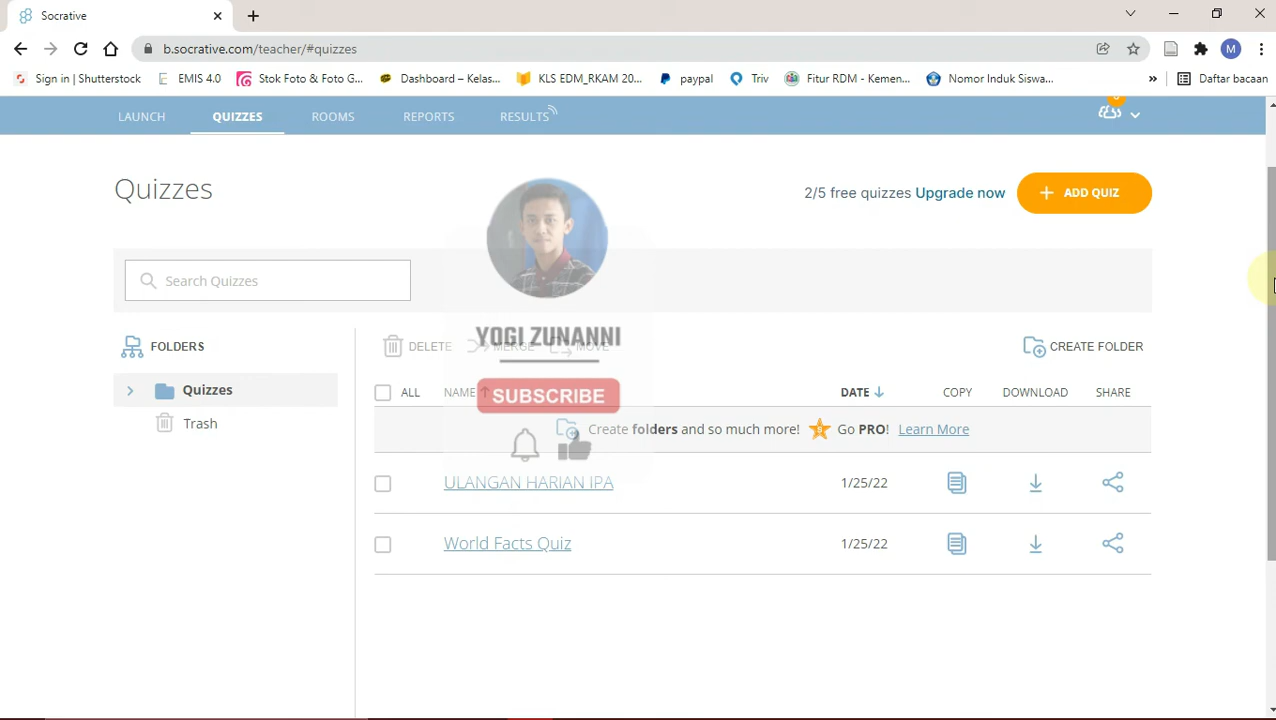 Socrative
b.socrative.com/teacher/#quizzes
Sign in | Shutterstock
EMIS 4.0
Stok Foto & Foto G...
Dashboard – Kelas...
KLS EDM_RKAM 20...
paypal
Triv
Fitur RDM - Kemen...
Nomor Induk Siswa...
»
Daftar bacaan
M
LAUNCH
QUIZZES
ROOMS
REPORTS
RESULTS
Quizzes
2/5 free quizzes Upgrade now
+ ADD QUIZ
Search Quizzes
YOGI ZUNANNI
FOLDERS
DELETE
MERGE
MOVE
CREATE FOLDER
Quizzes
Trash
ALL
NAME
SUBSCRIBE
DATE
COPY
DOWNLOAD
SHARE
Create folders and so much more!
Go PRO! Learn More
ULANGAN HARIAN IPA
1/25/22
World Facts Quiz
1/25/22